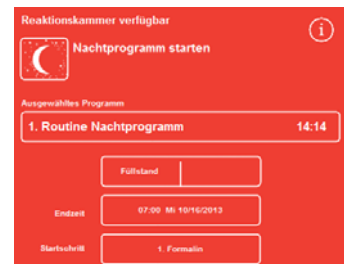 Reaktionskammer verfügbar
Nachtprogramm starten
Ausgewähltes Programm
1. Routine Nachtprogramm 14:14
Füllstand
Endzeit 07:00 Mi 10/16/2013
Startschritt 1. Formalin